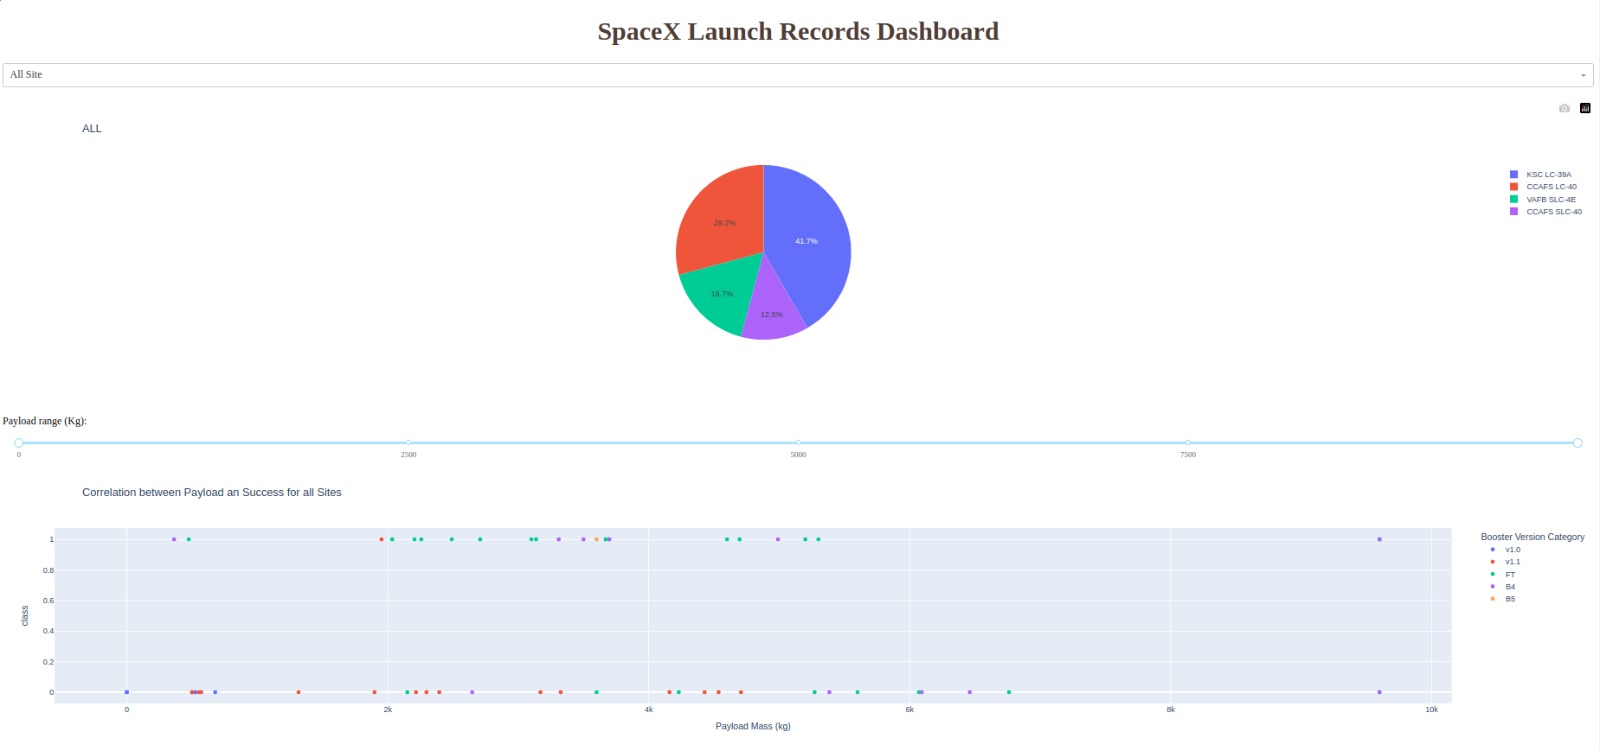 SpaceX Launch Records Dashboard
All Site
ALL
KSC LC-39A
CCAFS LC-40
VAFB SLC-4E
CCAFS SLC-40
29.2%
41.7%
16.7%
12.5%
Payload range (Kg):
0
2500
5000
7500
Correlation between Payload an Success for all Sites
Booster Version Category
v1.0
v1.1
FT
B4
B5
class
1
0.8
0.6
0.4
0.2
0
0
2k
4k
6k
8k
10k
Payload Mass (kg)